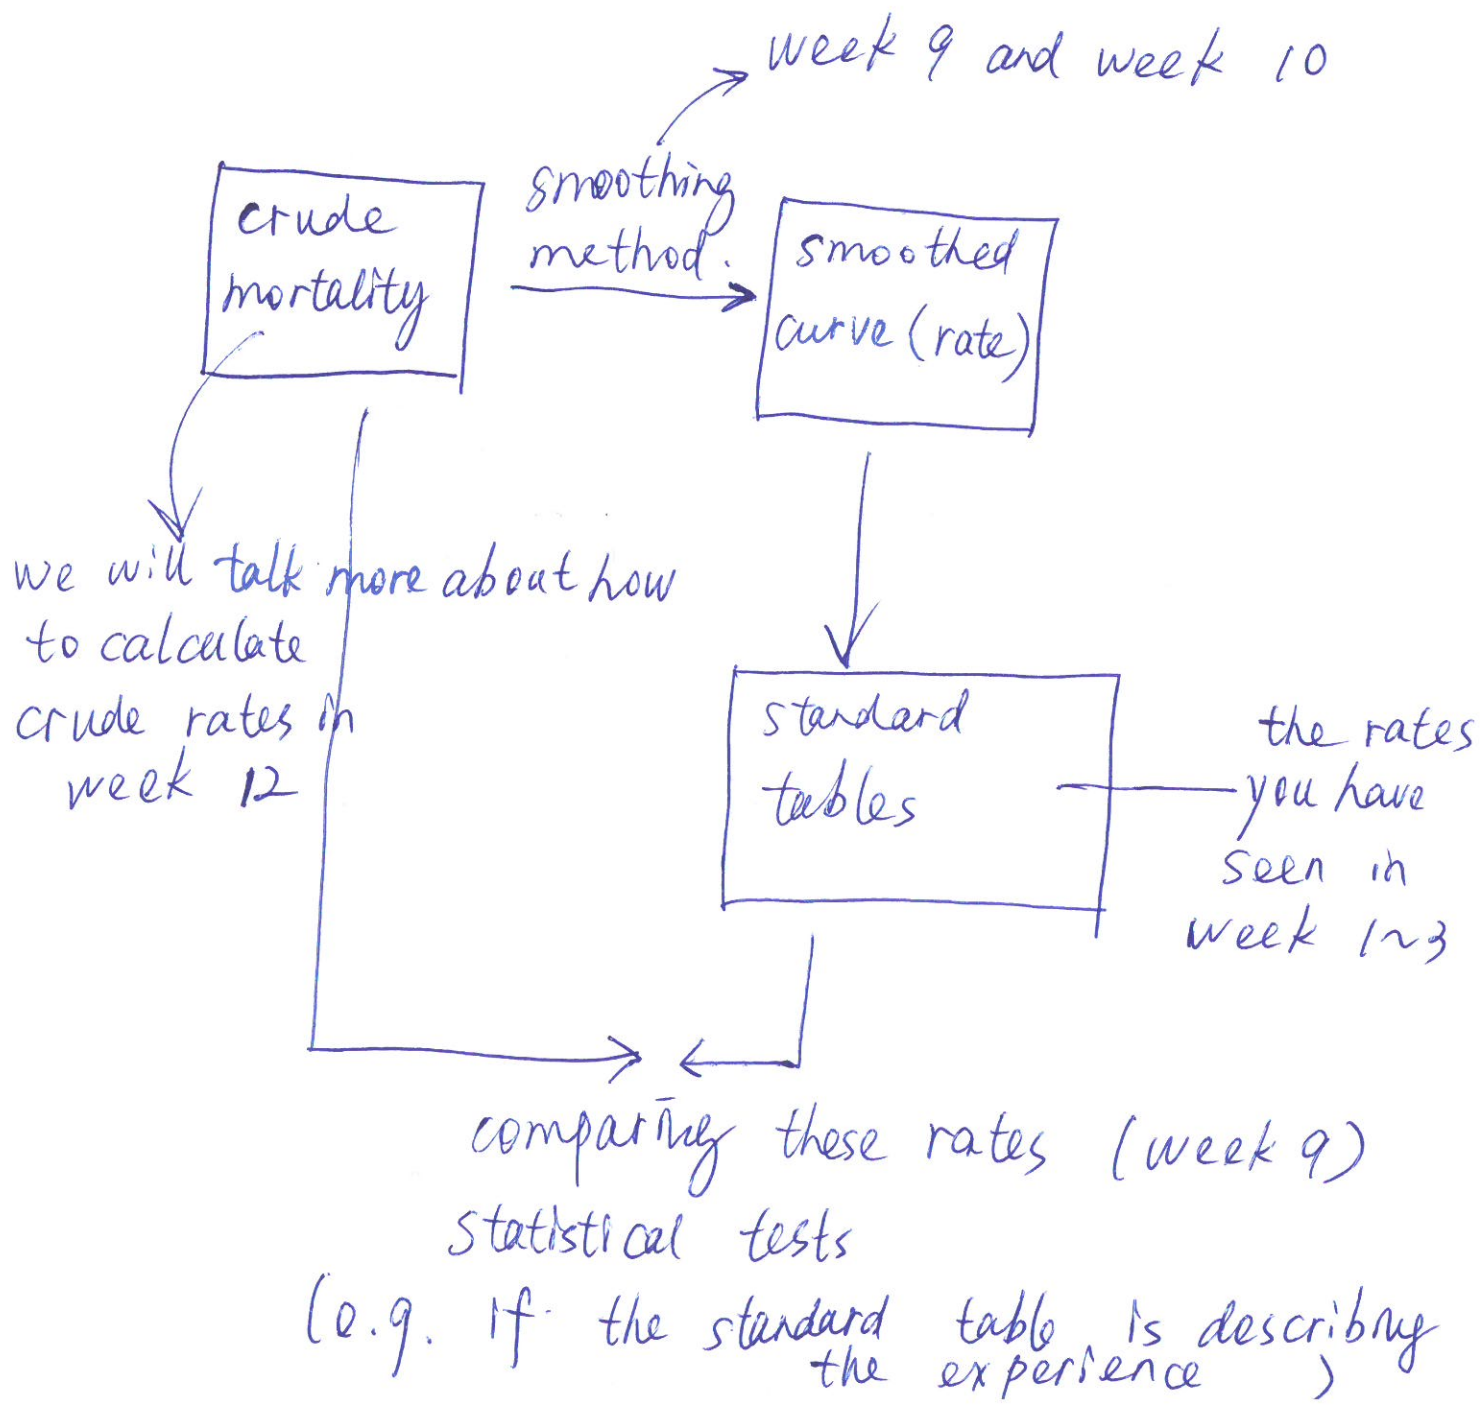 week 9 and week 10
smoothing
method.
crude
mortality
smoothed
curve (rate)
we will talk more about how
to calculate
crude rates in
week 12
standard
tables
the rates
you have
seen in
week 1~3
comparing these rates (week 9)
statistical tests
(e.g. if the standard table is describing
the experience )